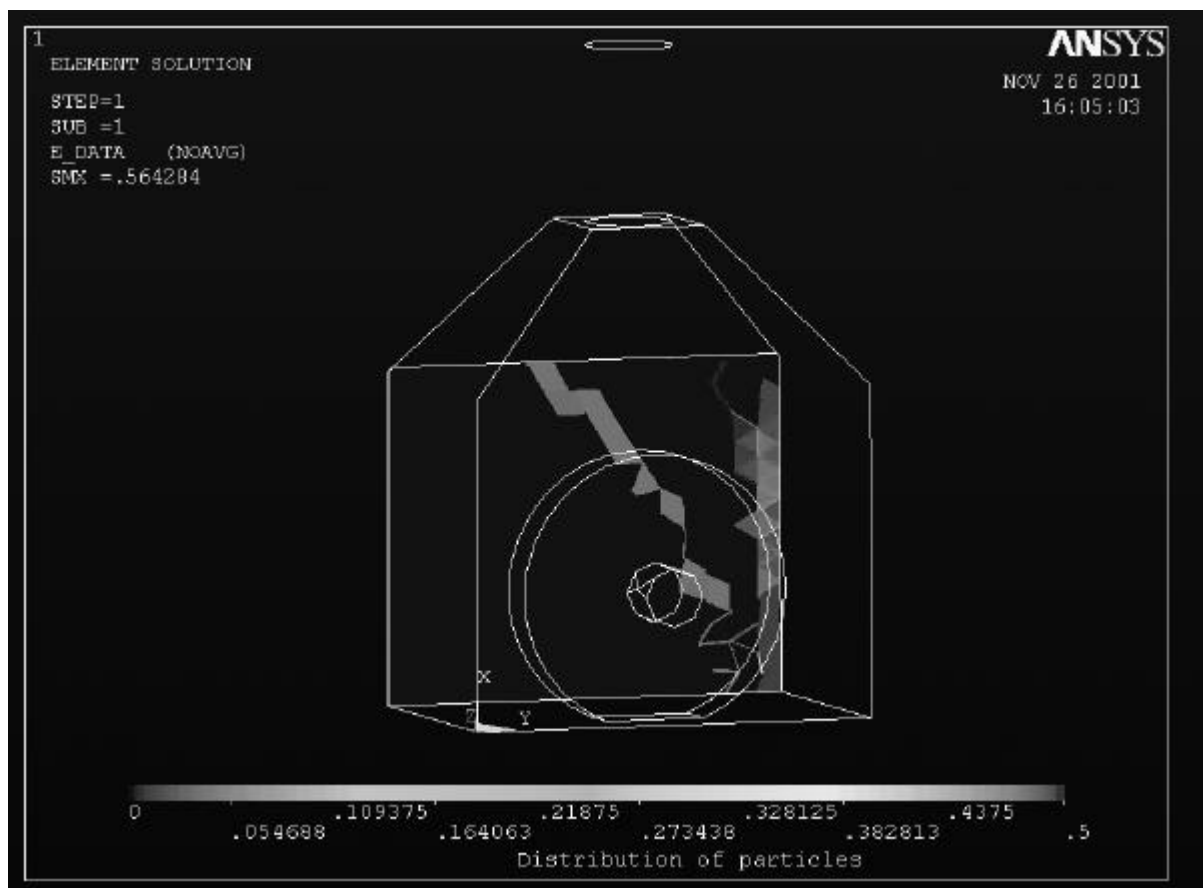 1
ELEMENT SOLUTION
STEP=1
SUB =1
E_DATA (NOAVG)
SMX =.564284
ANSYS
NOV 26 2001
16:05:03
X
Z Y
0 .109375 .21875 .328125 .4375
.054688 .164063 .273438 .382813 .5
Distribution of particles